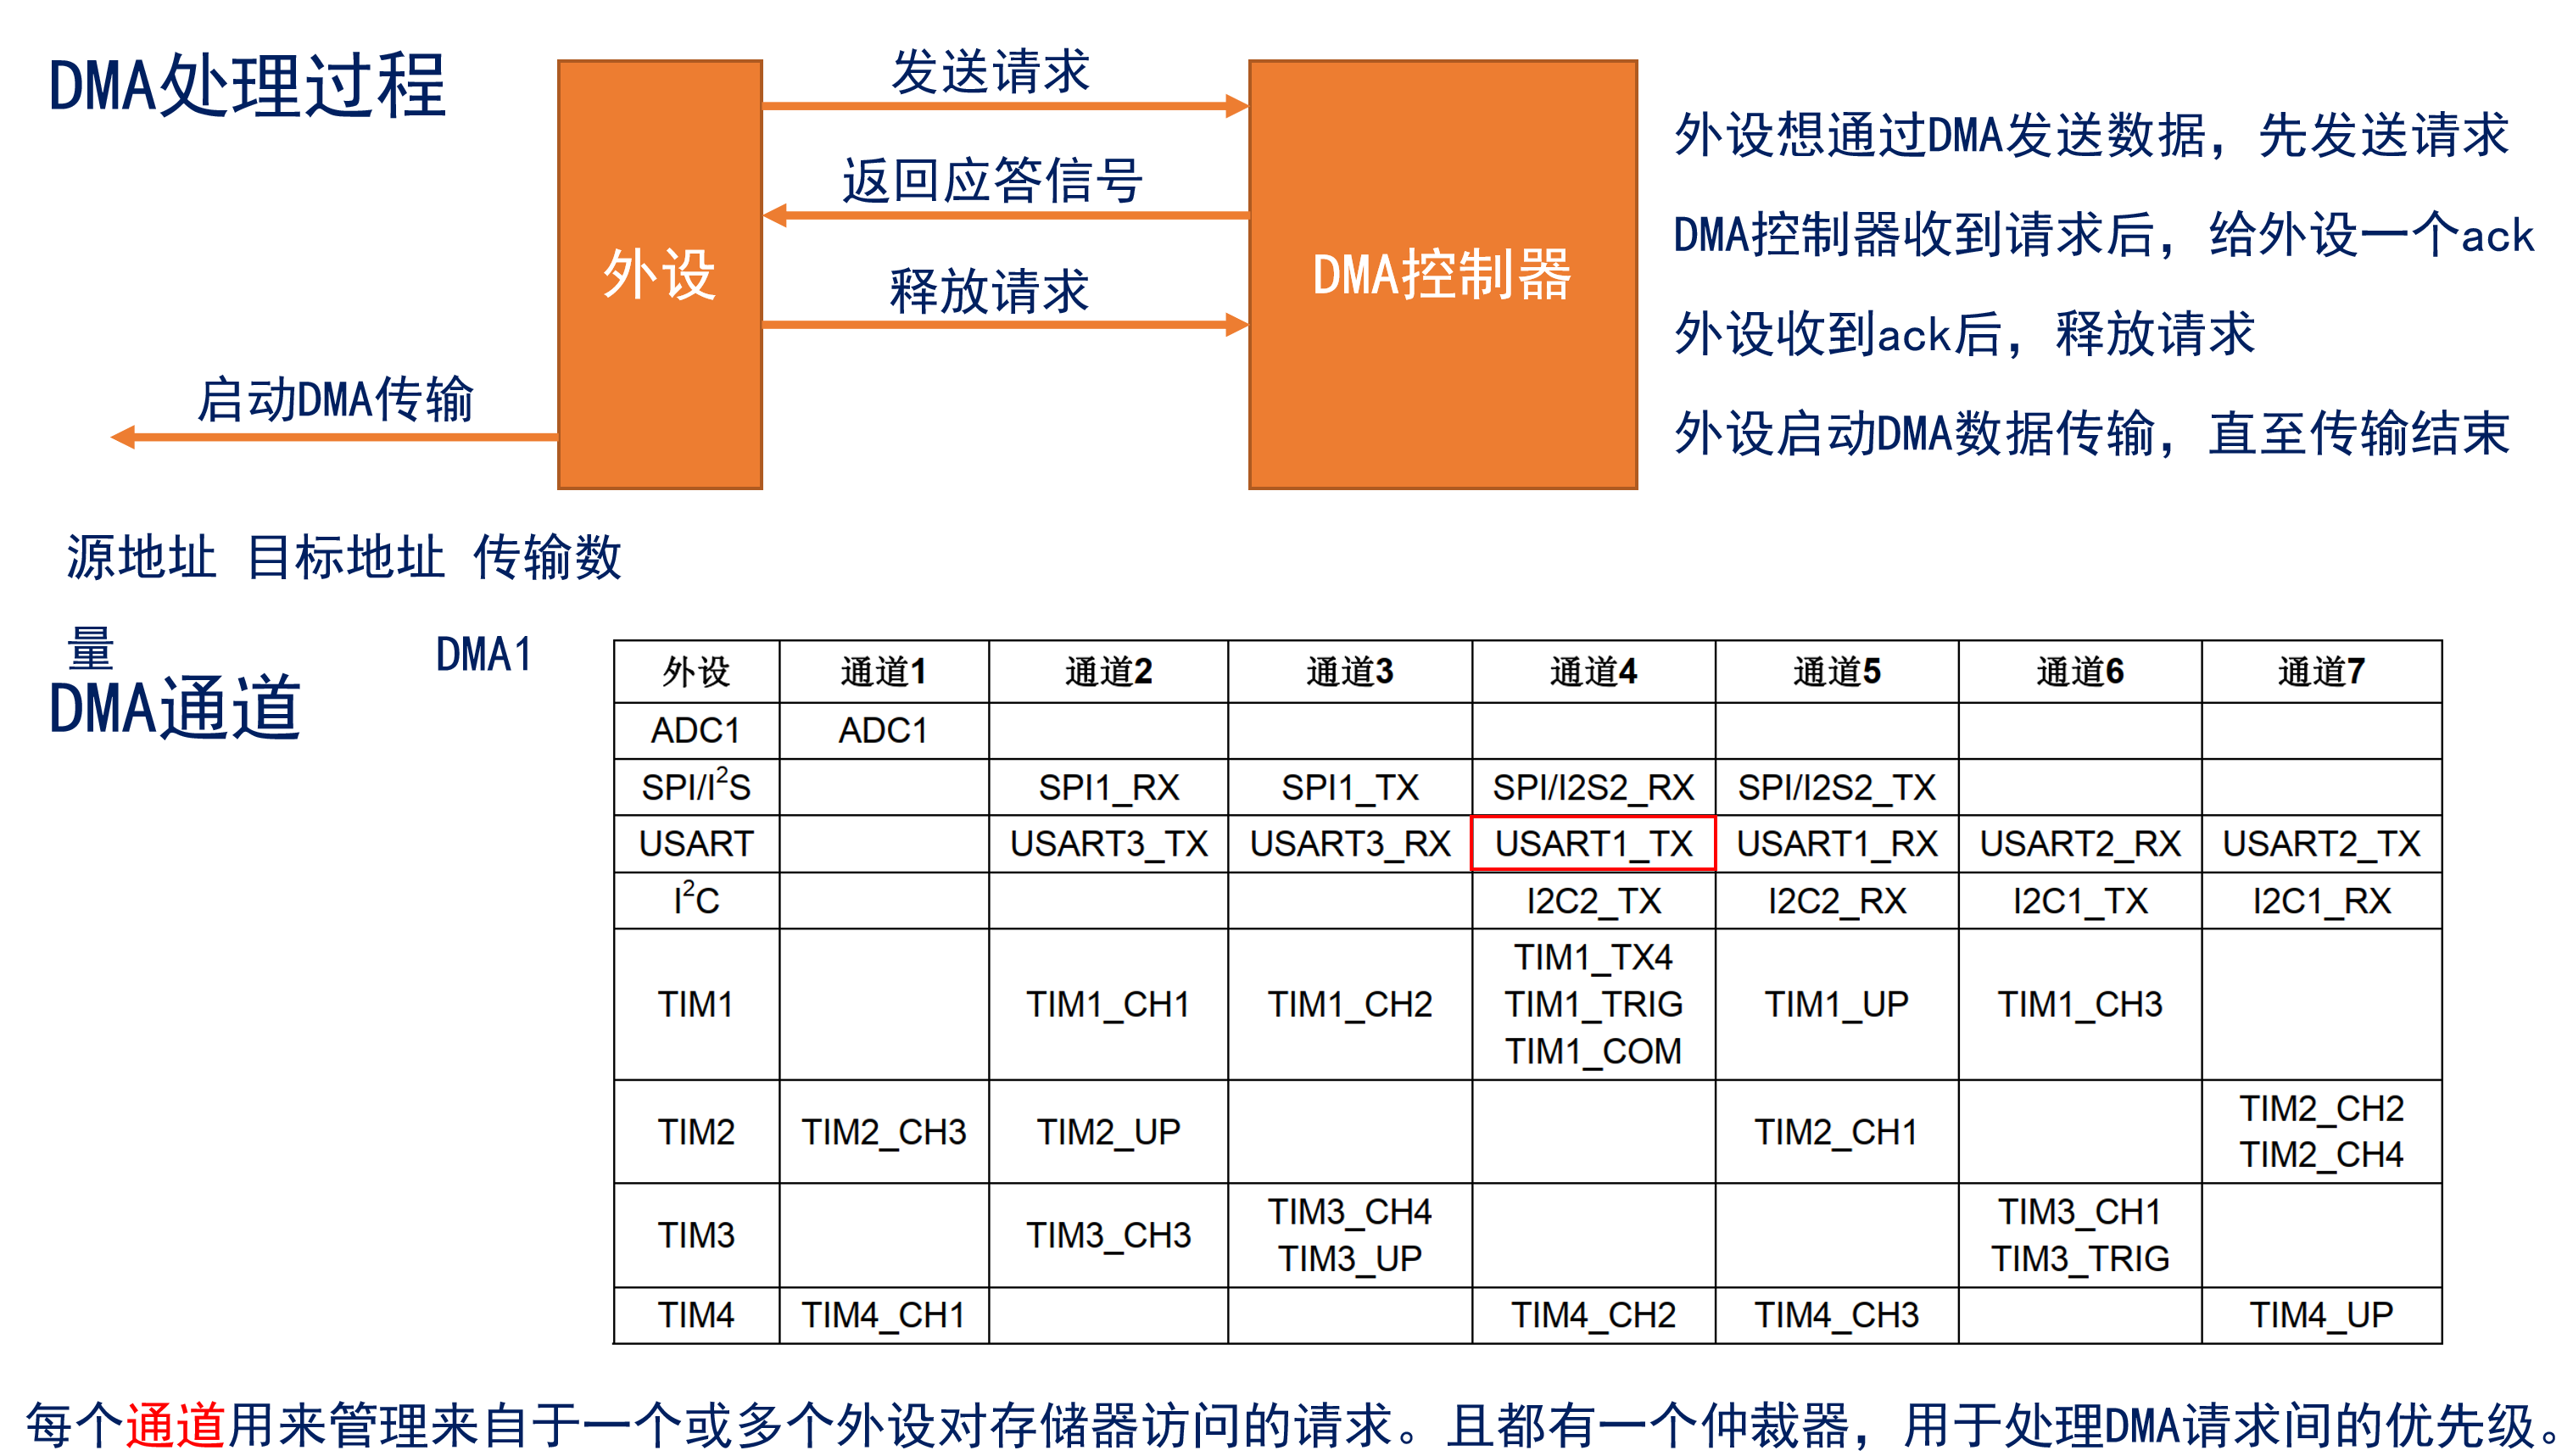 DMA处理过程
发送请求
返回应答信号
释放请求
外设
DMA控制器
启动DMA传输
外设想通过DMA发送数据，先发送请求
DMA控制器收到请求后，给外设一个ack
外设收到ack后，释放请求
外设启动DMA数据传输，直至传输结束
源地址 目标地址 传输数
量
DMA1
DMA通道
外设 通道1 通道2 通道3 通道4 通道5 通道6 通道7
ADC1 ADC1
SPI/I²S SPI1_RX SPI1_TX SPI/I2S2_RX SPI/I2S2_TX
USART USART3_TX USART3_RX USART1_TX USART1_RX USART2_RX USART2_TX
I²C I2C2_TX I2C2_RX I2C1_TX I2C1_RX
TIM1 TIM1_CH1 TIM1_CH2 TIM1_TX4
TIM1_TRIG
TIM1_COM TIM1_UP TIM1_CH3
TIM2 TIM2_CH3 TIM2_UP TIM2_CH1 TIM2_CH2
TIM2_CH4
TIM3 TIM3_CH3 TIM3_CH4
TIM3_UP TIM3_CH1
TIM3_TRIG
TIM4 TIM4_CH1 TIM4_CH2 TIM4_CH3 TIM4_UP
每个通道用来管理来自于一个或多个外设对存储器访问的请求。且都有一个仲裁器，用于处理DMA请求间的优先级。